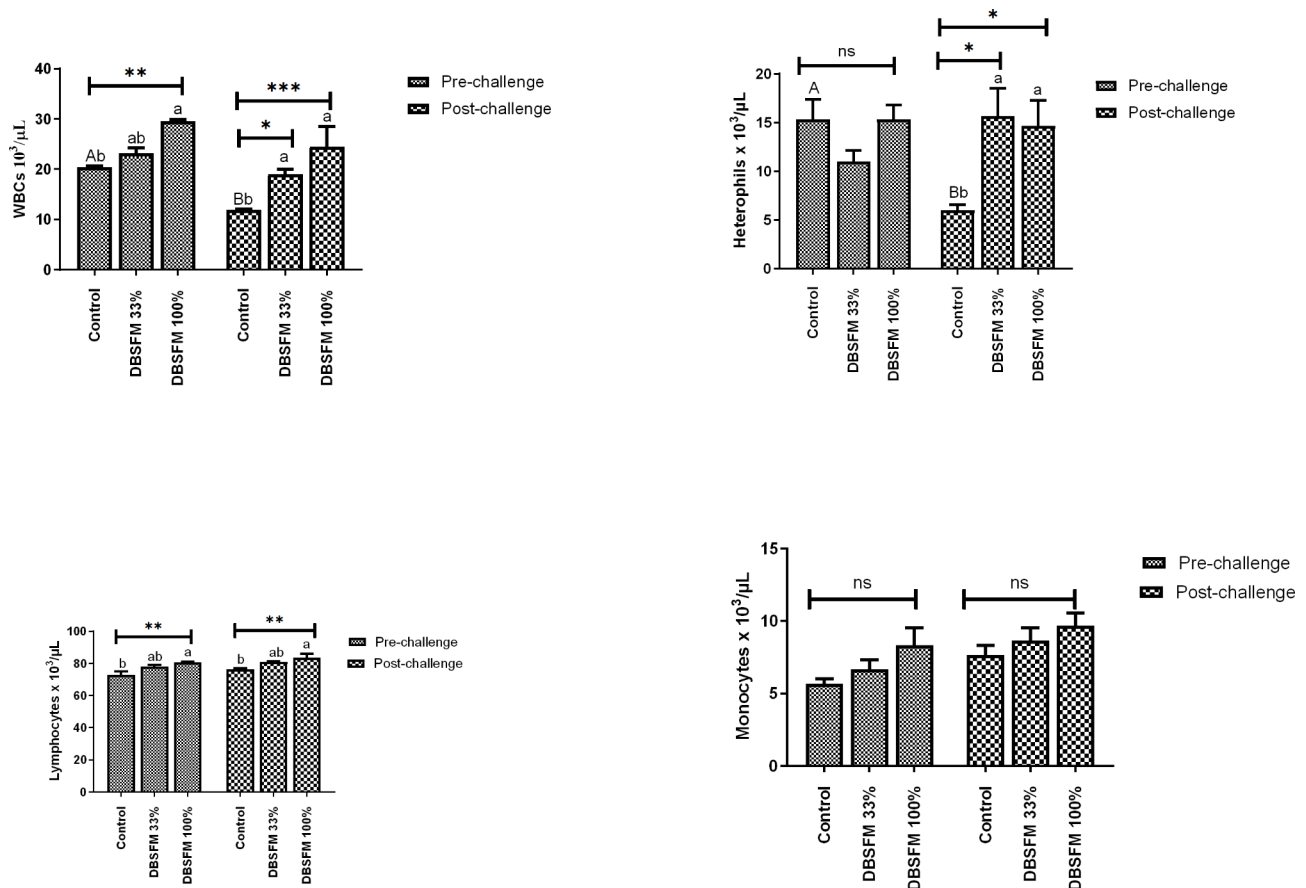 WBCs 10³/µL
40
30
20
10
0
**
***
*
Ab
ab
a
Bb
a
a
Control
DBSFM 33%
DBSFM 100%
Control
DBSFM 33%
DBSFM 100%
Pre-challenge
Post-challenge
Heterophils x 10³/µL
20
15
10
5
0
ns
*
*
A
Bb
a
a
Control
DBSFM 33%
DBSFM 100%
Control
DBSFM 33%
DBSFM 100%
Pre-challenge
Post-challenge
Lymphocytes x 10³/µL
100
80
60
40
20
0
**
**
b
ab
a
b
ab
a
Control
DBSFM 33%
DBSFM 100%
Control
DBSFM 33%
DBSFM 100%
Pre-challenge
Post-challenge
Monocytes x 10³/µL
15
10
5
0
ns
ns
Control
DBSFM 33%
DBSFM 100%
Control
DBSFM 33%
DBSFM 100%
Pre-challenge
Post-challenge